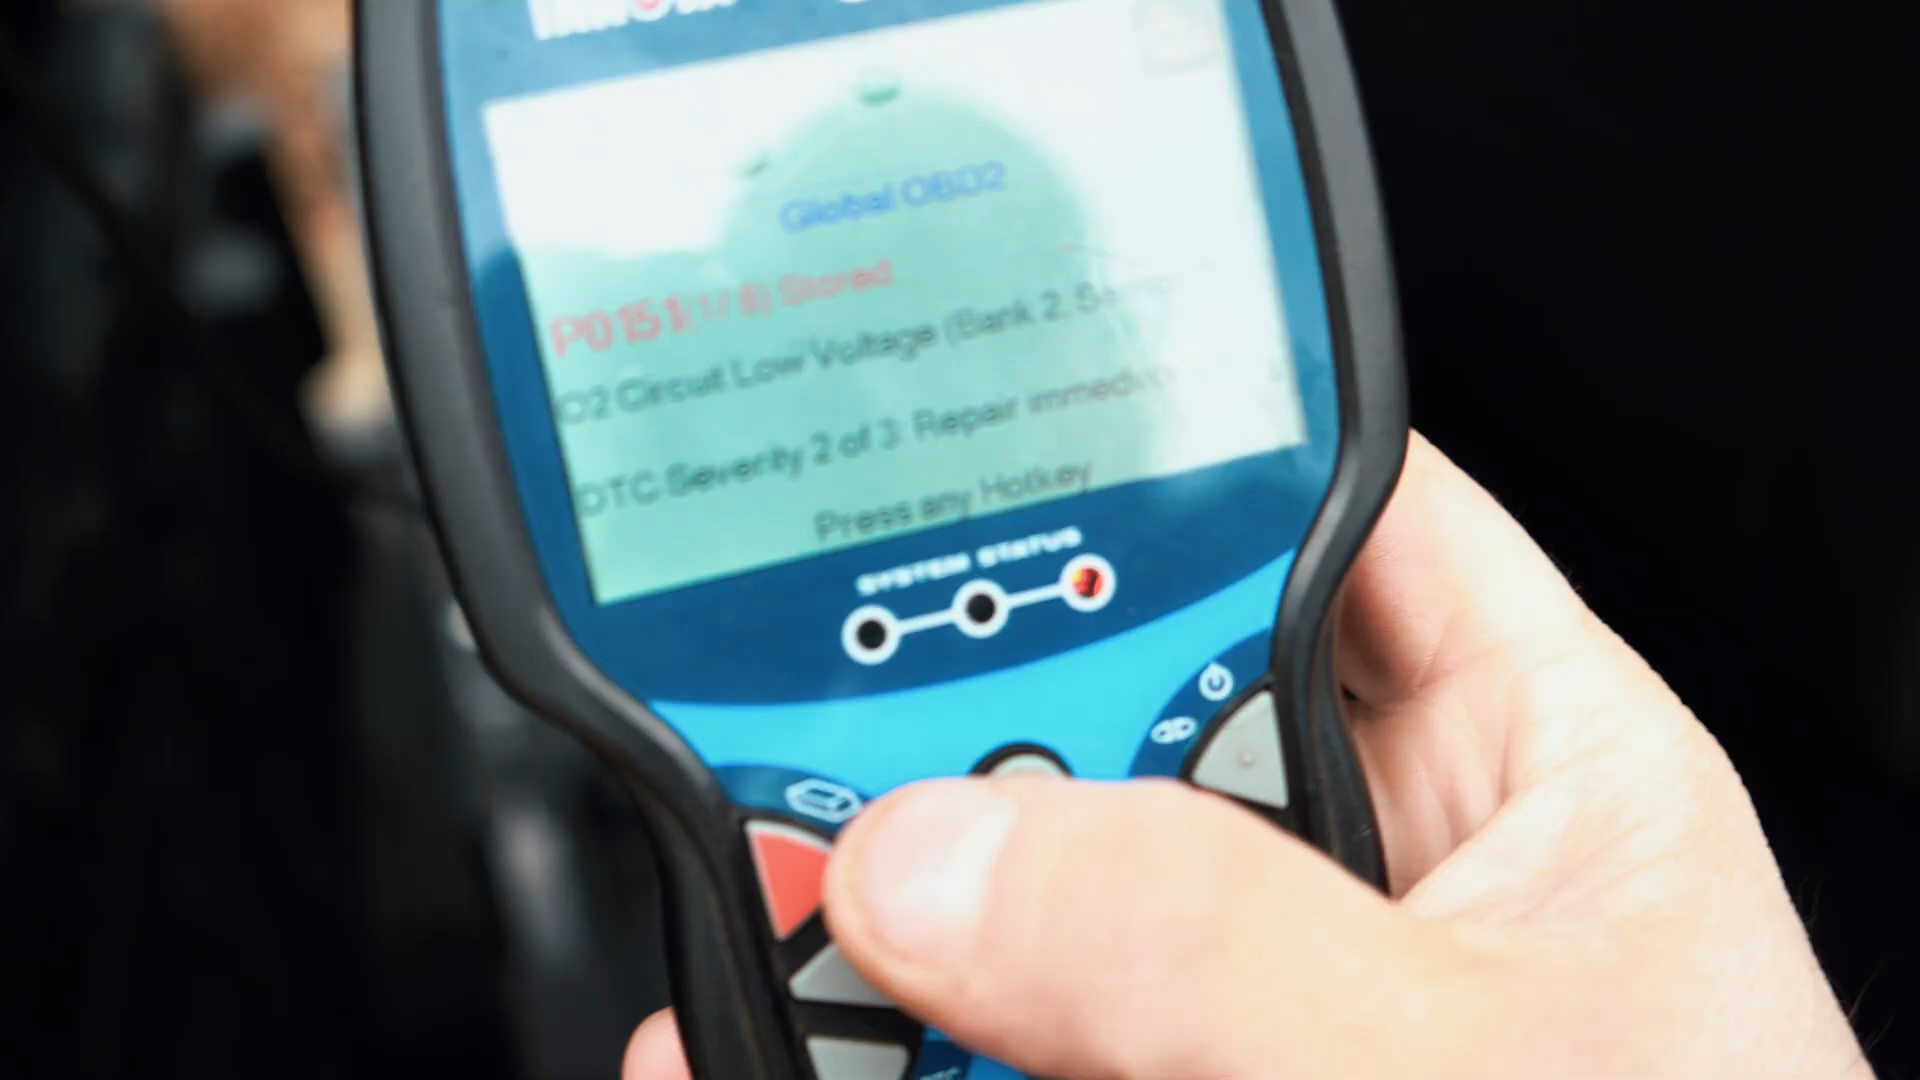 Global OBD2
P0151(1/8) Stored
O2 Circuit Low Voltage (Bank 2, 
DTC Severity 2 of 3: Repair immedi
Press any Hotkey
SYSTEM STATUS